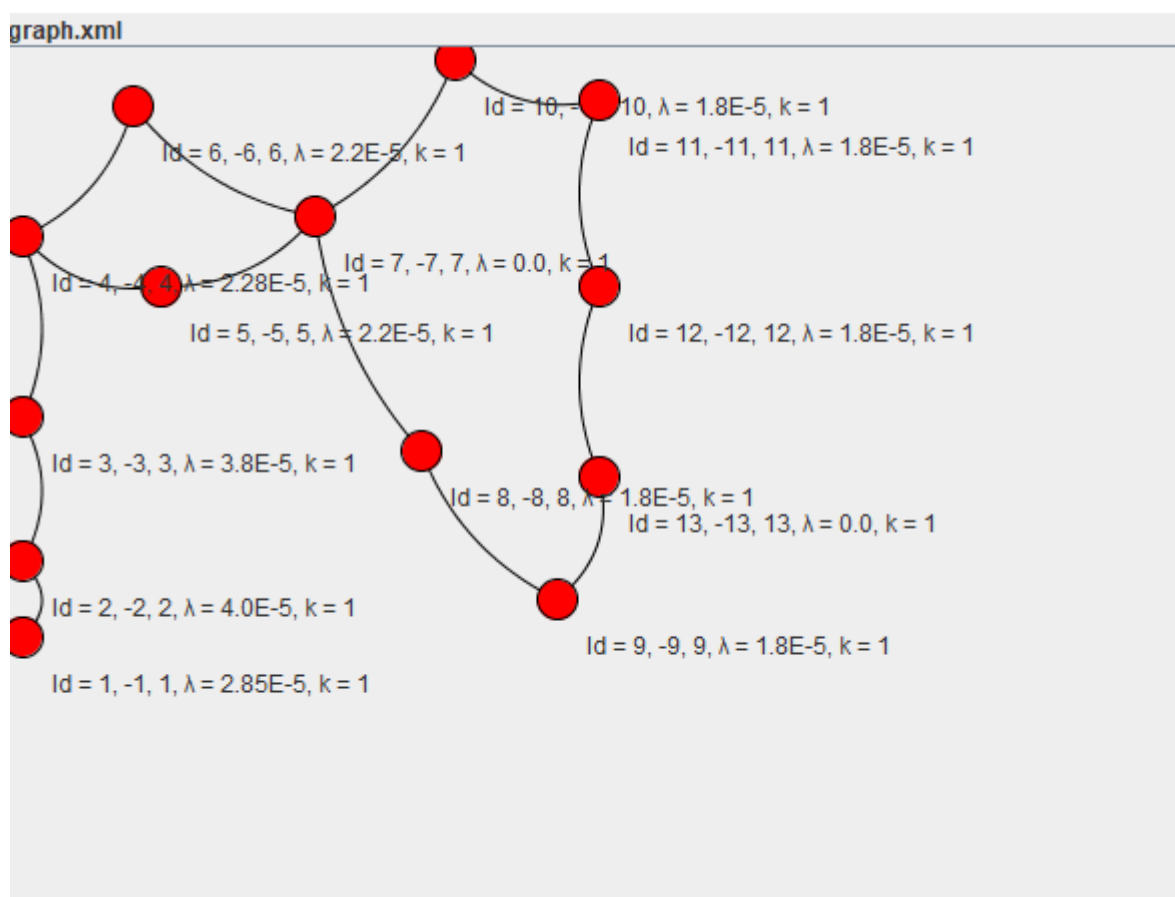 graph.xml
Id = 10, - 10, λ = 1.8E-5, k = 1
Id = 11, -11, 11, λ = 1.8E-5, k = 1
Id = 6, -6, 6, λ = 2.2E-5, k = 1
Id = 7, -7, 7, λ = 0.0, k = 1
Id = 4, -4, 4, λ = 2.28E-5, k = 1
Id = 5, -5, 5, λ = 2.2E-5, k = 1
Id = 12, -12, 12, λ = 1.8E-5, k = 1
Id = 3, -3, 3, λ = 3.8E-5, k = 1
Id = 8, -8, 8, λ = 1.8E-5, k = 1
Id = 13, -13, 13, λ = 0.0, k = 1
Id = 2, -2, 2, λ = 4.0E-5, k = 1
Id = 9, -9, 9, λ = 1.8E-5, k = 1
Id = 1, -1, 1, λ = 2.85E-5, k = 1